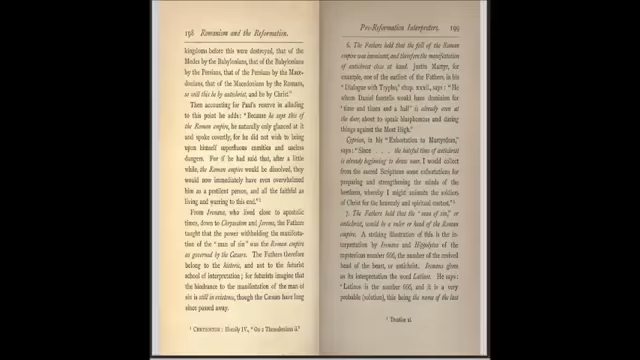 198 Romanism and the Reformation.
kingdoms before this were destroyed, that of the
Medes by the Babylonians, that of the Babylonians
by the Persians, that of the Persians by the Mace-
donians, that of the Macedonians by the Romans,
so will this be by antichrist, and he by Christ."
Then accounting for Paul's reserve in alluding
to this point he adds: "Because he says this of
the Roman empire, he naturally only glanced at it
and spoke covertly, for he did not wish to bring
upon himself superfluous enmities and useless
dangers. For if he had said that, after a little
while, the Roman empire would be dissolved, they
would now immediately have even overwhelmed
him as a pestilent person, and all the faithful as
living and warring to this end."¹
From Irenæus, who lived close to apostolic
times, down to Chrysostom and Jerome, the Fathers
taught that the power withholding the manifesta-
tion of the "man of sin" was the Roman empire
as governed by the Cæsars. The Fathers therefore
belong to the historic, and not to the futurist
school of interpretation; for futurists imagine that
the hindrance to the manifestation of the man of
sin is still in existence, though the Cæsars have long
since passed away.
¹ CHRYSOSTOM: Homily IV., "On 2 Thessalonians ii."
Pre-Reformation Interpreters. 199
6. The Fathers held that the fall of the Roman
empire was imminent, and therefore the manifestation
of antichrist close at hand. Justin Martyr, for
example, one of the earliest of the Fathers, in his
"Dialogue with Trypho," chap. xxxii., says: "He
whom Daniel foretells would have dominion for
'time and times and a half' is already even at
the door, about to speak blasphemous and daring
things against the Most High."
Cyprian, in his "Exhortation to Martyrdom,"
says: "Since . . . the hateful time of antichrist
is already beginning to draw near, I would collect
from the sacred Scriptures some exhortations for
preparing and strengthening the minds of the
brethren, whereby I might animate the soldiers
of Christ for the heavenly and spiritual contest."¹
7. The Fathers held that the "man of sin," or
antichrist, would be a ruler or head of the Roman
empire. A striking illustration of this is the in-
terpretation by Irenæus and Hippolytus of the
mysterious number 666, the number of the revived
head of the beast, or antichrist. Irenæus gives
as its interpretation the word Latinos. He says:
"Latinos is the number 666, and it is a very
probable (solution), this being the name of the last
¹ Treatise xi.